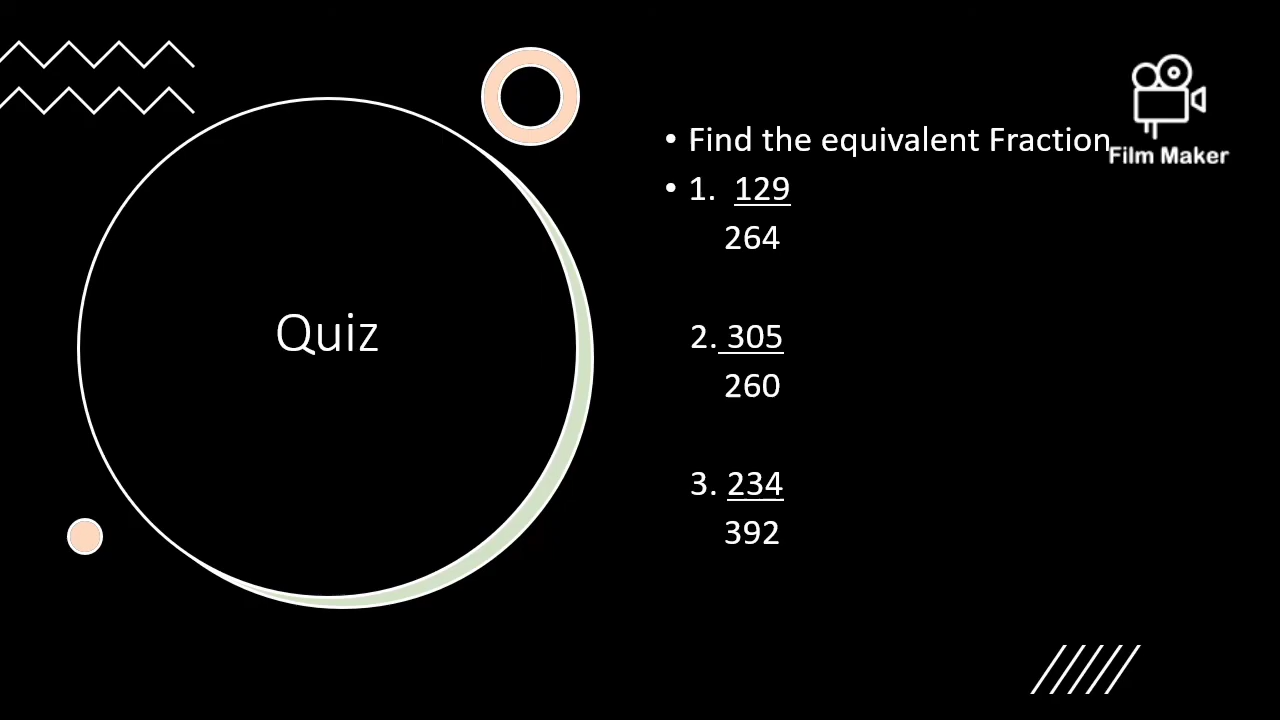 Quiz
• Find the equivalent Fraction
• 1. 129
264
2. 305
260
3. 234
392
Film Maker